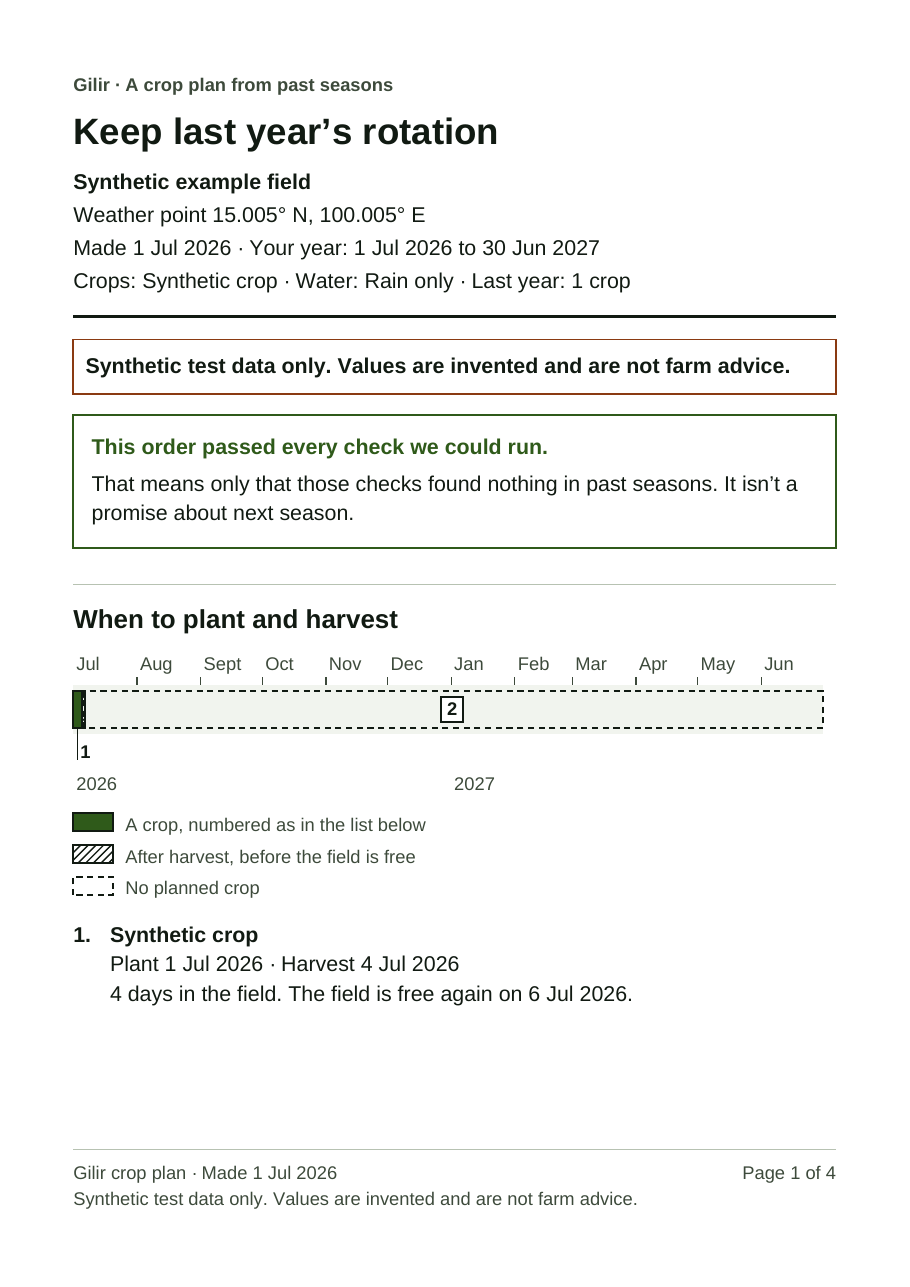 Gilir · A crop plan from past seasons
Keep last year’s rotation
Synthetic example field
Weather point 15.005° N, 100.005° E
Made 1 Jul 2026 · Your year: 1 Jul 2026 to 30 Jun 2027
Crops: Synthetic crop · Water: Rain only · Last year: 1 crop
Synthetic test data only. Values are invented and are not farm advice.
This order passed every check we could run.
That means only that those checks found nothing in past seasons. It isn’t a
promise about next season.
When to plant and harvest
Jul Aug Sept Oct Nov Dec Jan Feb Mar Apr May Jun
2
1
2026 2027
A crop, numbered as in the list below
After harvest, before the field is free
No planned crop
1. Synthetic crop
Plant 1 Jul 2026 · Harvest 4 Jul 2026
4 days in the field. The field is free again on 6 Jul 2026.
Gilir crop plan · Made 1 Jul 2026 Page 1 of 4
Synthetic test data only. Values are invented and are not farm advice.